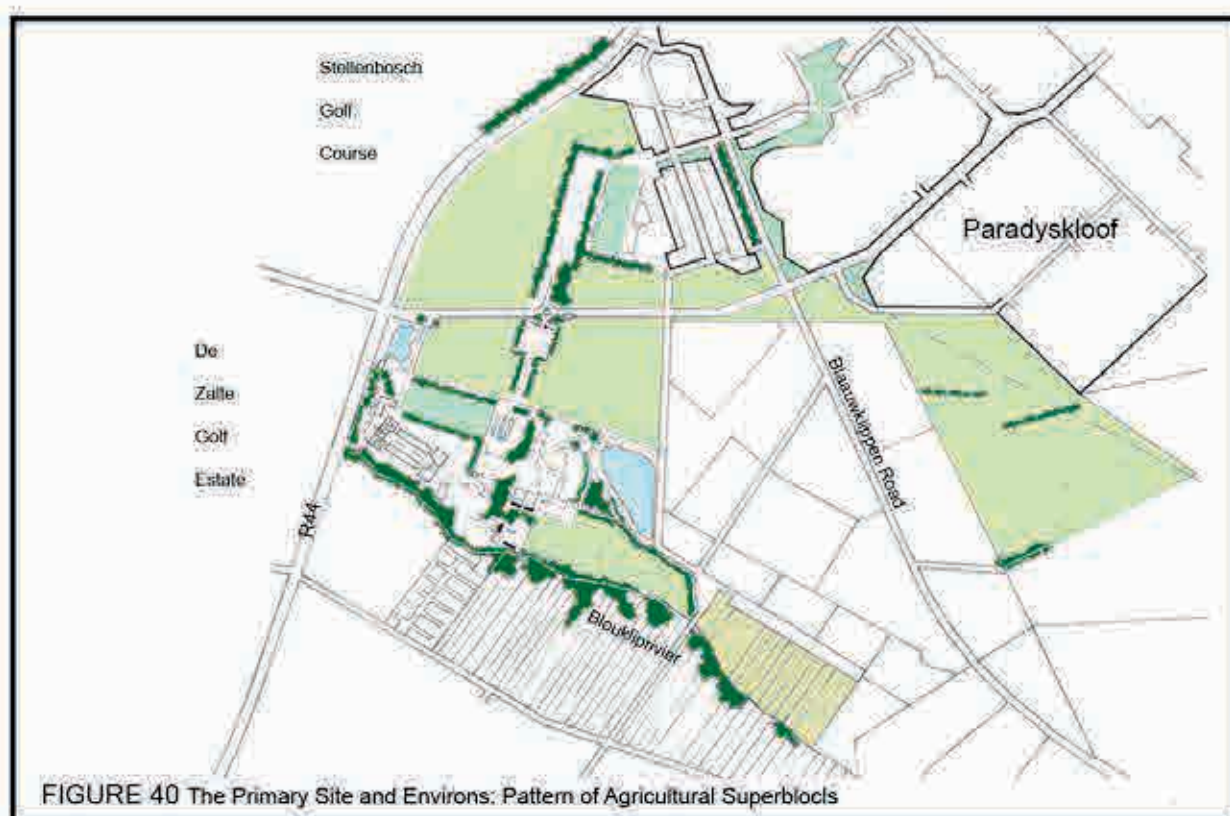 Stellenbosch
Golf
Course
Paradyskloof
De
Zalte
Golf
Estate
R44
Blaauwklippen Road
Bloukliprivier
FIGURE 40 The Primary Site and Environs: Pattern of Agricultural Superblocls